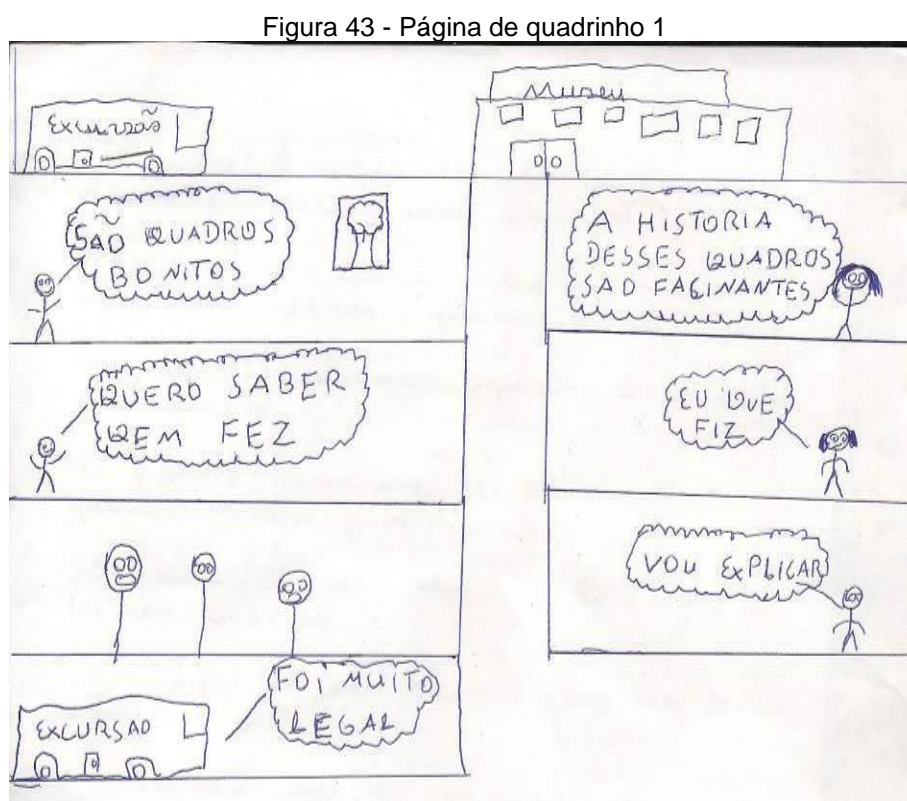 Figura 43 - Página de quadrinho 1
Excursão
Museu
SÃO QUADROS
BONITOS
A HISTORIA
DESSES QUADROS
SAO FACINANTES
QUERO SABER
QEM FEZ
EU QUE
FIZ
VOU EXPLICAR
EXCURSAO
FOI MUITO
LEGAL